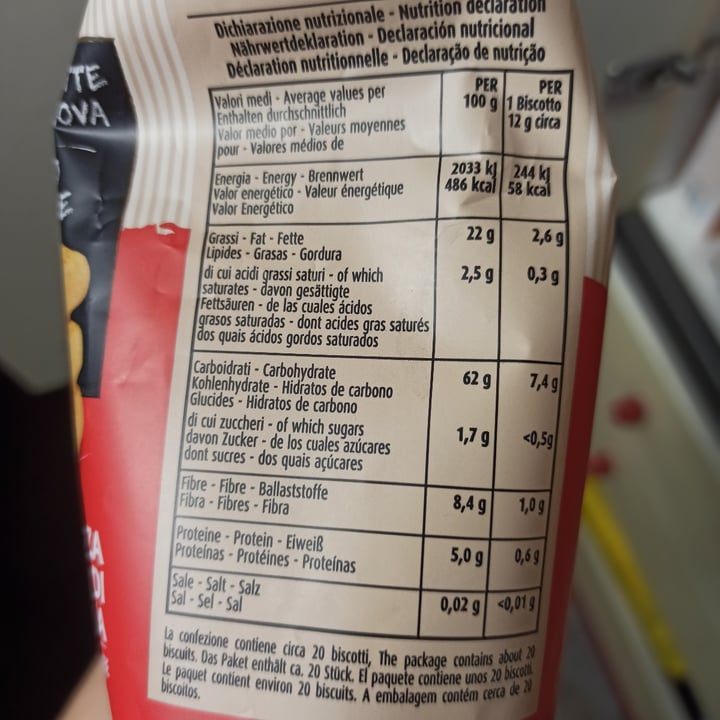 Dichiarazione nutrizionale - Nutrition declaration
Nährwertdeklaration - Declaración nutricional
Déclaration nutritionnelle - Declaração de nutrição
Valori medi - Average values per
Enthalten durchschnittlich
Valor medio por - Valeurs moyennes
pour - Valores médios de
PER
100 g
PER
1 Biscotto
12 g circa
Energia - Energy - Brennwert
Valor energético - Valeur énergétique
Valor Energético
2033 kJ
486 kcal
244 kJ
58 kcal
Grassi - Fat - Fette
Lipides - Grasas - Gordura
22 g
2,6 g
di cui acidi grassi saturi - of which
saturates - davon gesättigte
Fettsäuren - de las cuales ácidos
grasos saturadas - dont acides gras saturés
dos quais ácidos gordos saturados
2,5 g
0,3 g
Carboidrati - Carbohydrate
Kohlenhydrate - Hidratos de carbono
Glucides - Hidratos de carbono
62 g
7,4 g
di cui zuccheri - of which sugars
davon Zucker - de los cuales azúcares
dont sucres - dos quais açúcares
1,7 g
<0,5g
Fibre - Fibre - Ballaststoffe
Fibra - Fibres - Fibra
8,4 g
1,0 g
Proteine - Protein - Eiweiß
Proteínas - Protéines - Proteínas
5,0 g
0,6 g
Sale - Salt - Salz
Sal - Sel - Sal
0,02 g
<0,01 g
La confezione contiene circa 20 biscotti, The package contains about 20
biscuits. Das Paket enthält ca. 20 Stück. El paquete contiene unos 20 biscotti.
Le paquet contient environ 20 biscuits. A embalagem contém cerca de 20
biscoitos.